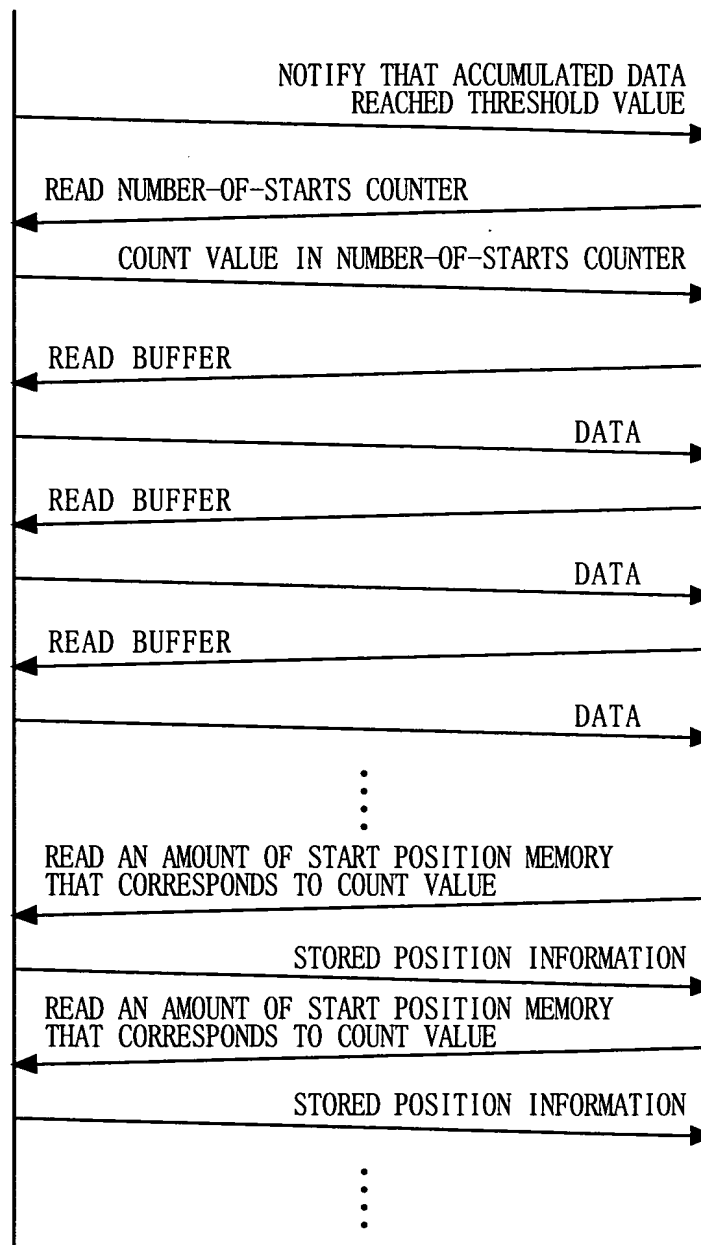 NOTIFY THAT ACCUMULATED DATA
REACHED THRESHOLD VALUE
READ NUMBER-OF-STARTS COUNTER
COUNT VALUE IN NUMBER-OF-STARTS COUNTER
READ BUFFER
DATA
READ BUFFER
DATA
READ BUFFER
DATA
READ AN AMOUNT OF START POSITION MEMORY
THAT CORRESPONDS TO COUNT VALUE
STORED POSITION INFORMATION
READ AN AMOUNT OF START POSITION MEMORY
THAT CORRESPONDS TO COUNT VALUE
STORED POSITION INFORMATION